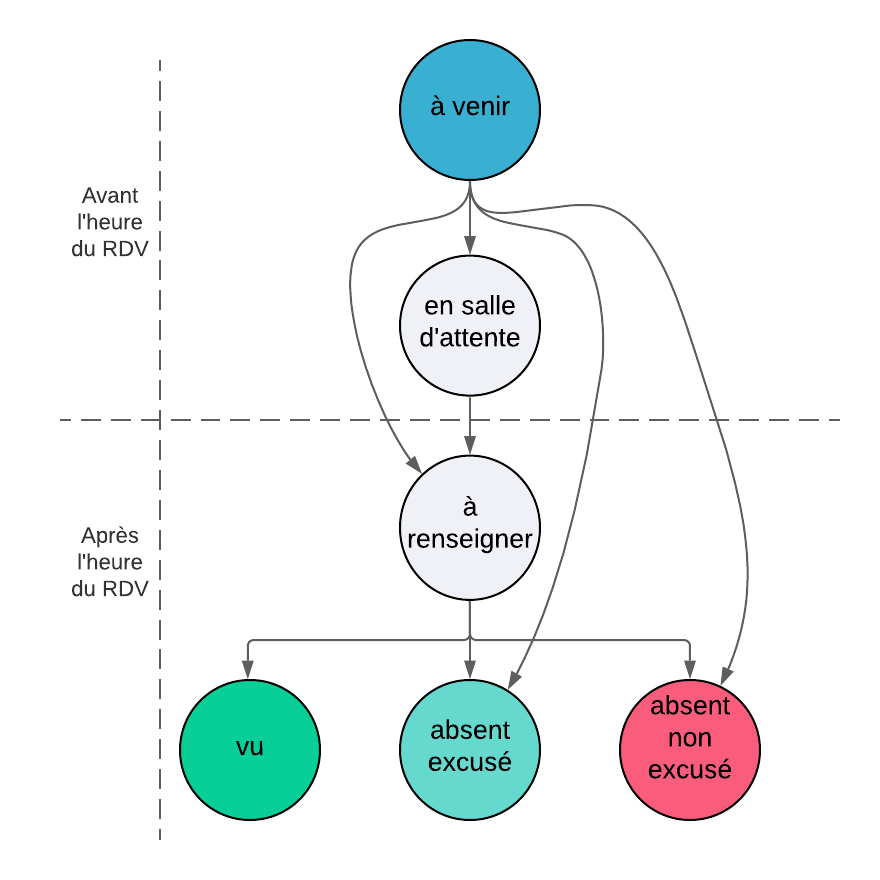 à venir
Avant
l'heure
du RDV
en salle
d'attente
à
renseigner
Après
l'heure
du RDV
vu
absent
excusé
absent
non
excusé